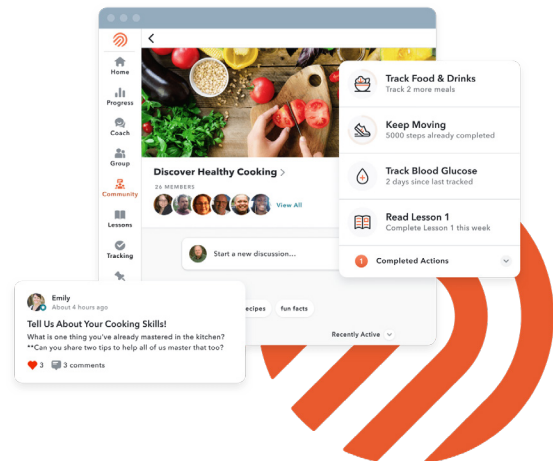 Home
Progress
Coach
Group
Community
Lessons
Tracking
Discover Healthy Cooking >
26 MEMBERS
View All
Start a new discussion...
fun facts
Recently Active
Track Food & Drinks
Track 2 more meals
Keep Moving
5000 steps already completed
Track Blood Glucose
2 days since last tracked
Read Lesson 1
Complete Lesson 1 this week
1 Completed Actions
Emily
About 4 hours ago
Tell Us About Your Cooking Skills!
What is one thing you've already mastered in the kitchen?
**Can you share two tips to help all of us master that too?
3 3 comments